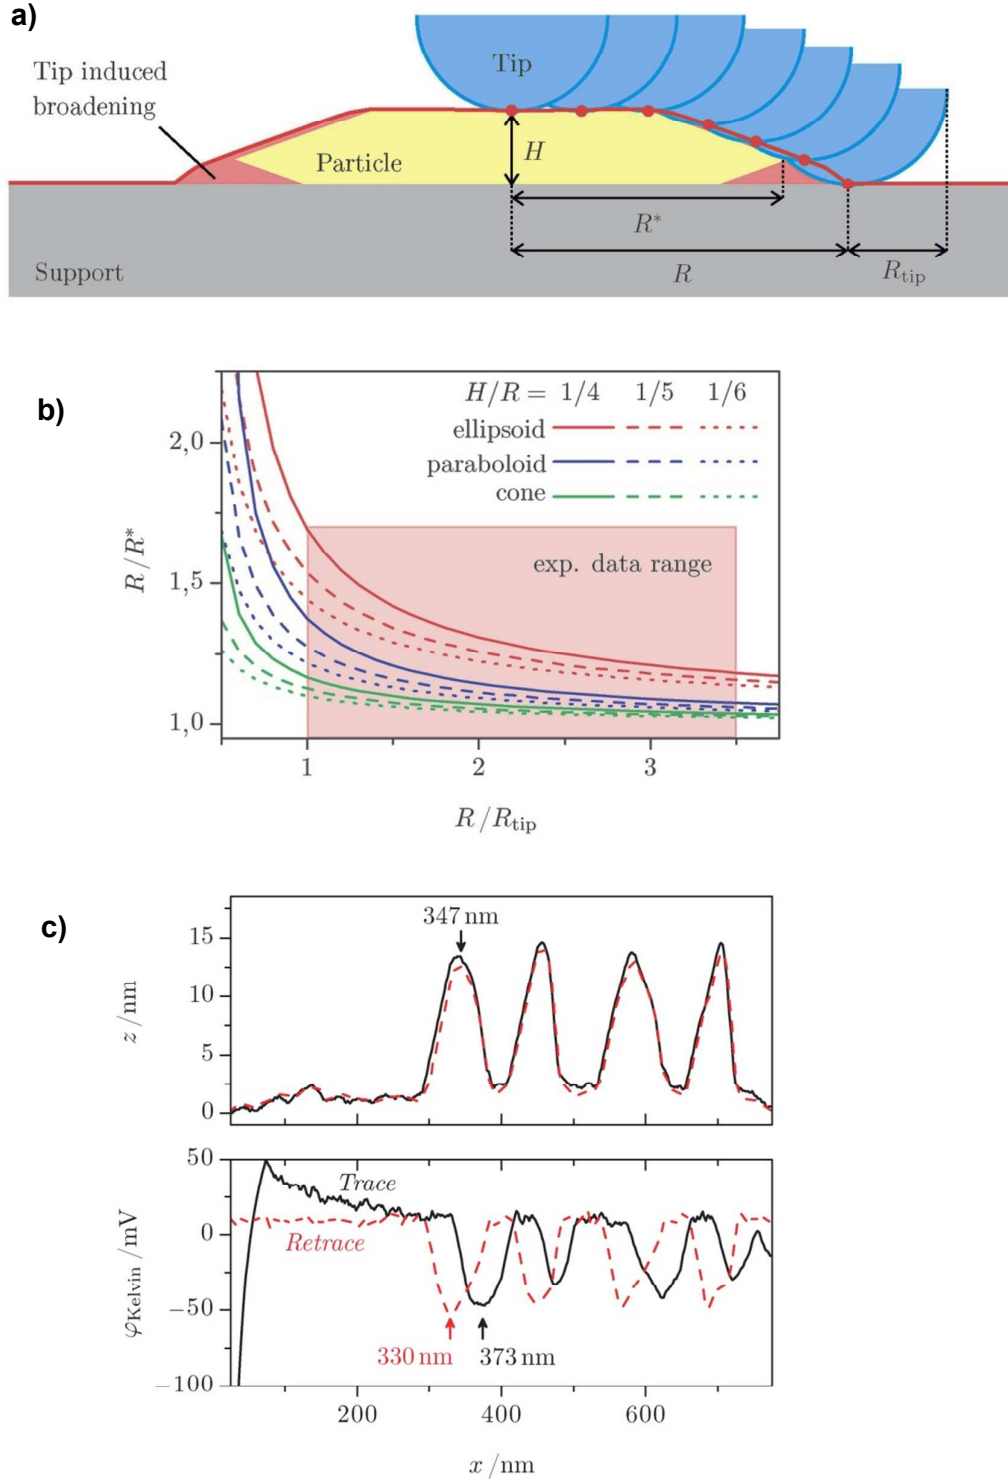 a)
Tip induced
broadening
Tip
Particle
H
R*
R
R_tip
Support
b)
H/R = 1/4 1/5 1/6
ellipsoid
paraboloid
cone
exp. data range
2,0
1,5
1,0
R/R*
1 2 3
R/R_tip
c)
347 nm
15
10
5
0
z/nm
50
0
−50
−100
φ_Kelvin/mV
Trace
Retrace
330 nm 373 nm
200 400 600
x/nm